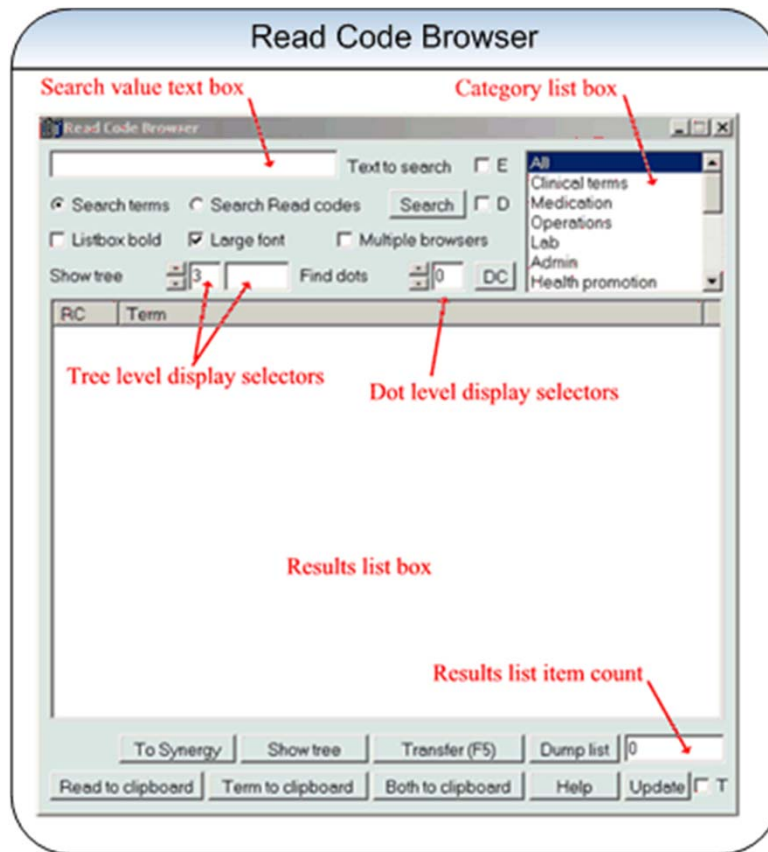 Read Code Browser
Search value text box
Category list box
Read Code Browser
Text to search E
All
Clinical terms
Medication
Operations
Lab
Admin
Health promotion
Search terms Search Read codes Search D
Listbox bold Large font Multiple browsers
Show tree 3 Find dots 0 DC
RC Term
Tree level display selectors
Dot level display selectors
Results list box
Results list item count
To Synergy Show tree Transfer (F5) Dump list 0
Read to clipboard Term to clipboard Both to clipboard Help Update T